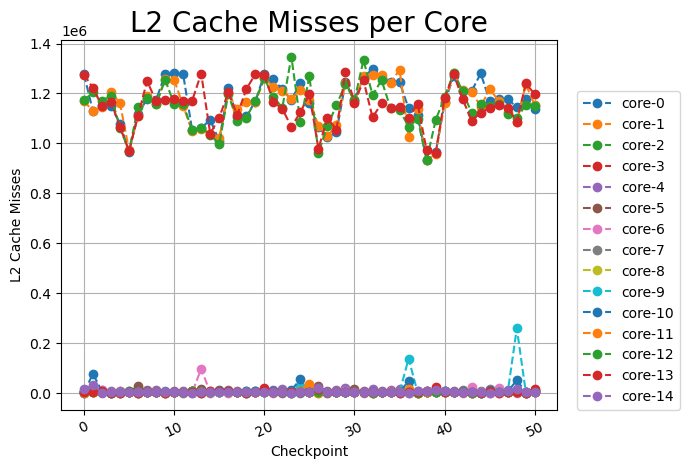 L2 Cache Misses per Core
1e6
1.4
1.2
1.0
0.8
0.6
0.4
0.2
0.0
L2 Cache Misses
0
10
20
30
40
50
Checkpoint
core-0
core-1
core-2
core-3
core-4
core-5
core-6
core-7
core-8
core-9
core-10
core-11
core-12
core-13
core-14